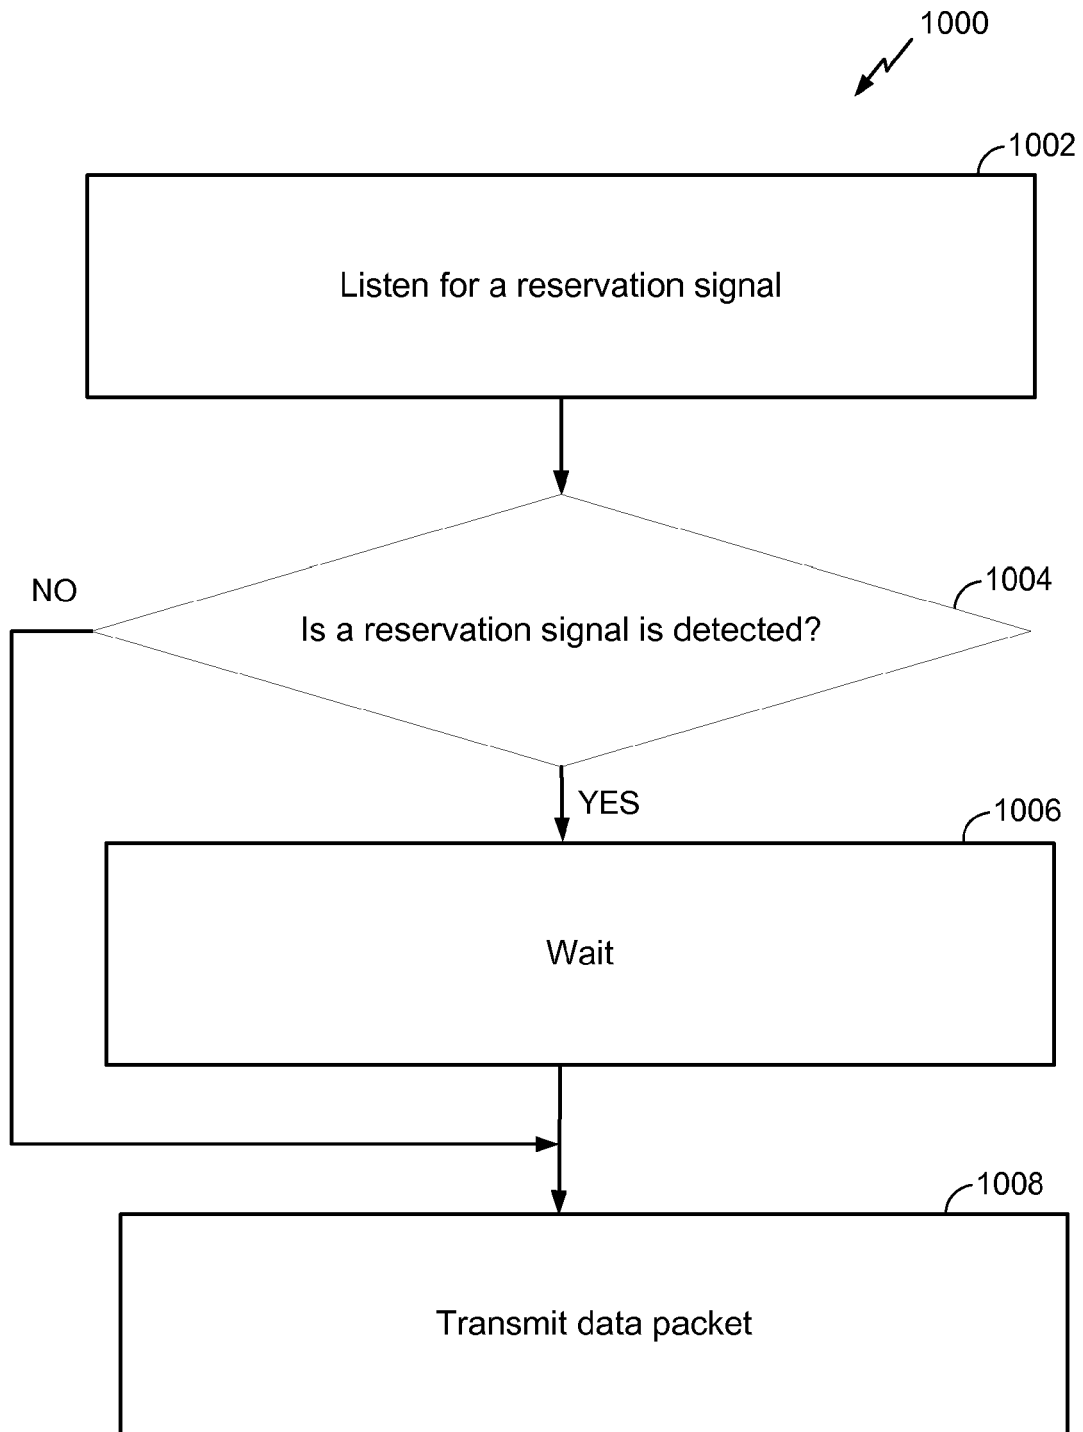 1000
1002
Listen for a reservation signal
1004
NO
Is a reservation signal is detected?
YES
1006
Wait
1008
Transmit data packet